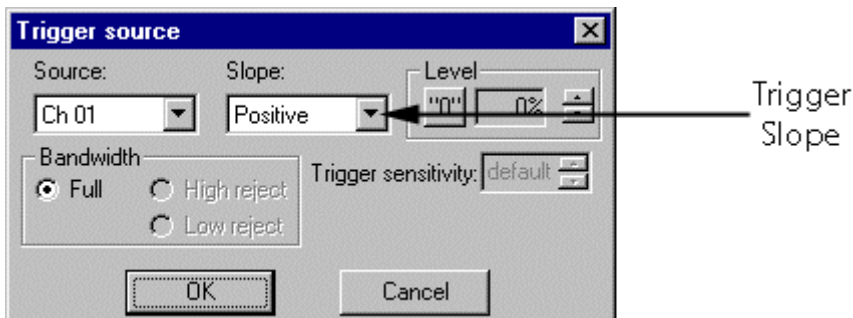 Trigger source
Source:
Slope:
Level
Ch 01
Positive
"0"
0%
Trigger
Slope
Bandwidth
Full
High reject
Low reject
Trigger sensitivity:
default
OK
Cancel